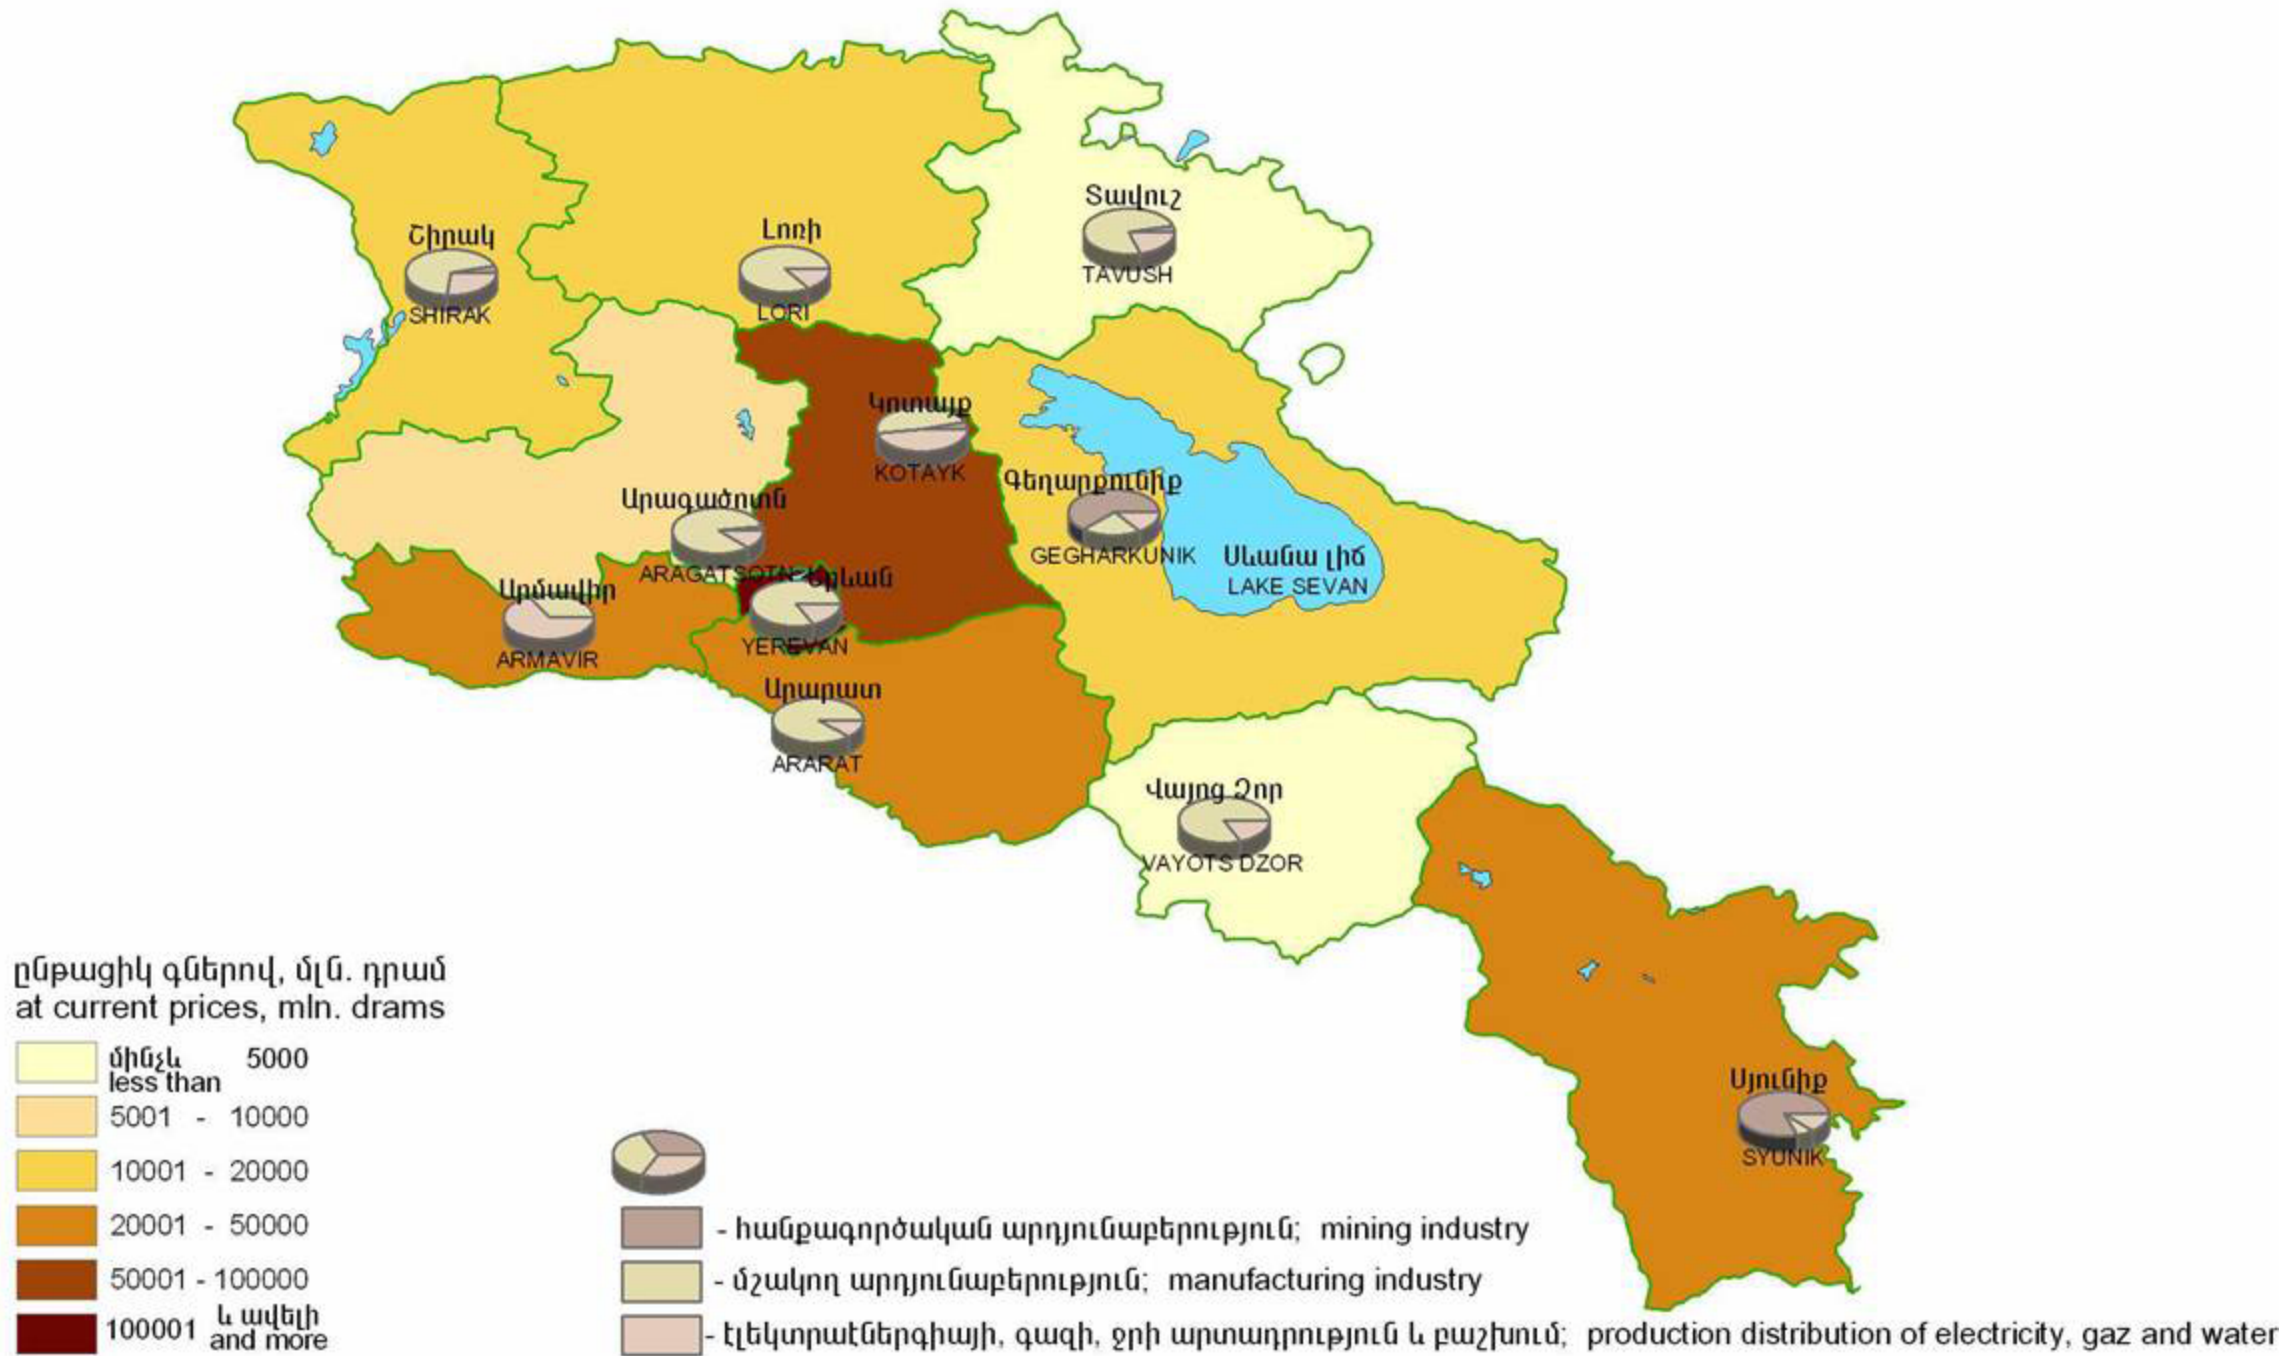 Տավուշ
TAVUSH
Շիրակ
SHIRAK
Լոռի
LORI
Կոտայք
KOTAYK
Գեղարքունիք
GEGHARKUNIK
Սևանա լիճ
LAKE SEVAN
Արագածոտն
ARAGATSOTN
Երևան
YEREVAN
Արմավիր
ARMAVIR
Արարատ
ARARAT
Վայոց Ձոր
VAYOTS DZOR
Սյունիք
SYUNIK
ընթացիկ գներով, մլն. դրամ
at current prices, mln. drams
մինչև 5000
less than
5001 - 10000
10001 - 20000
20001 - 50000
50001 - 100000
100001 և ավելի
and more
- հանքագործական արդյունաբերություն; mining industry
- մշակող արդյունաբերություն; manufacturing industry
- էլեկտրաէներգիայի, գազի, ջրի արտադրություն և բաշխում; production distribution of electricity, gaz and water